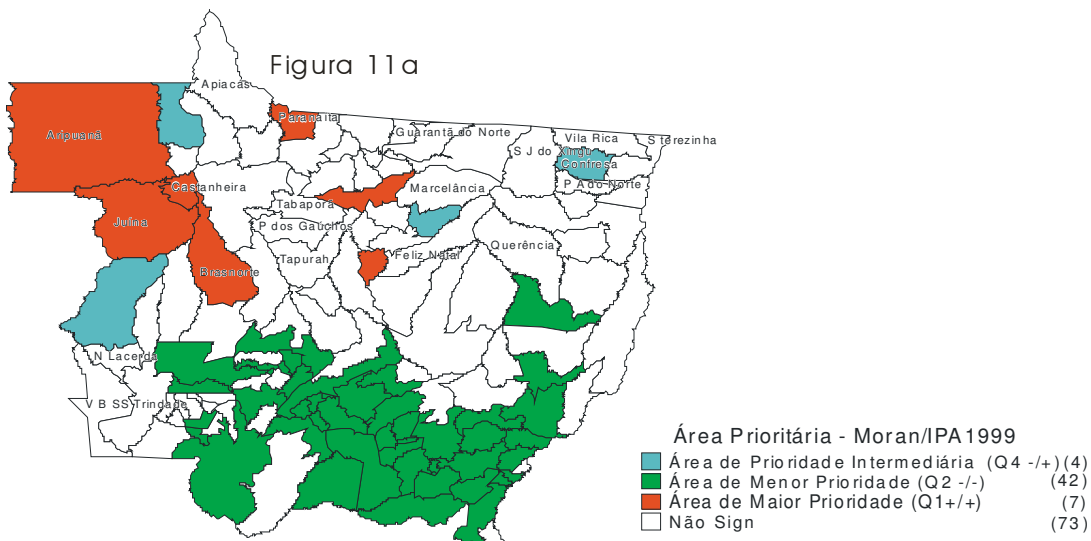 Figura 11a
Apiacás
Aripuanã
Paranaíta
Guarantã do Norte
Vila Rica
S Terezinha
S J do Xingu
Confresa
P A do Norte
Castanheira
Marcelância
Tabaporã
Juína
P dos Gaúchos
Querência
Feliz Natal
Tapurah
Brasnorte
N Lacerda
V B SS Trindade
Área Prioritária - Moran/IPA1999
Área de Prioridade Intermediária (Q4 -/+) (4)
Área de Menor Prioridade (Q2 -/-) (42)
Área de Maior Prioridade (Q1+/+) (7)
Não Sign (73)